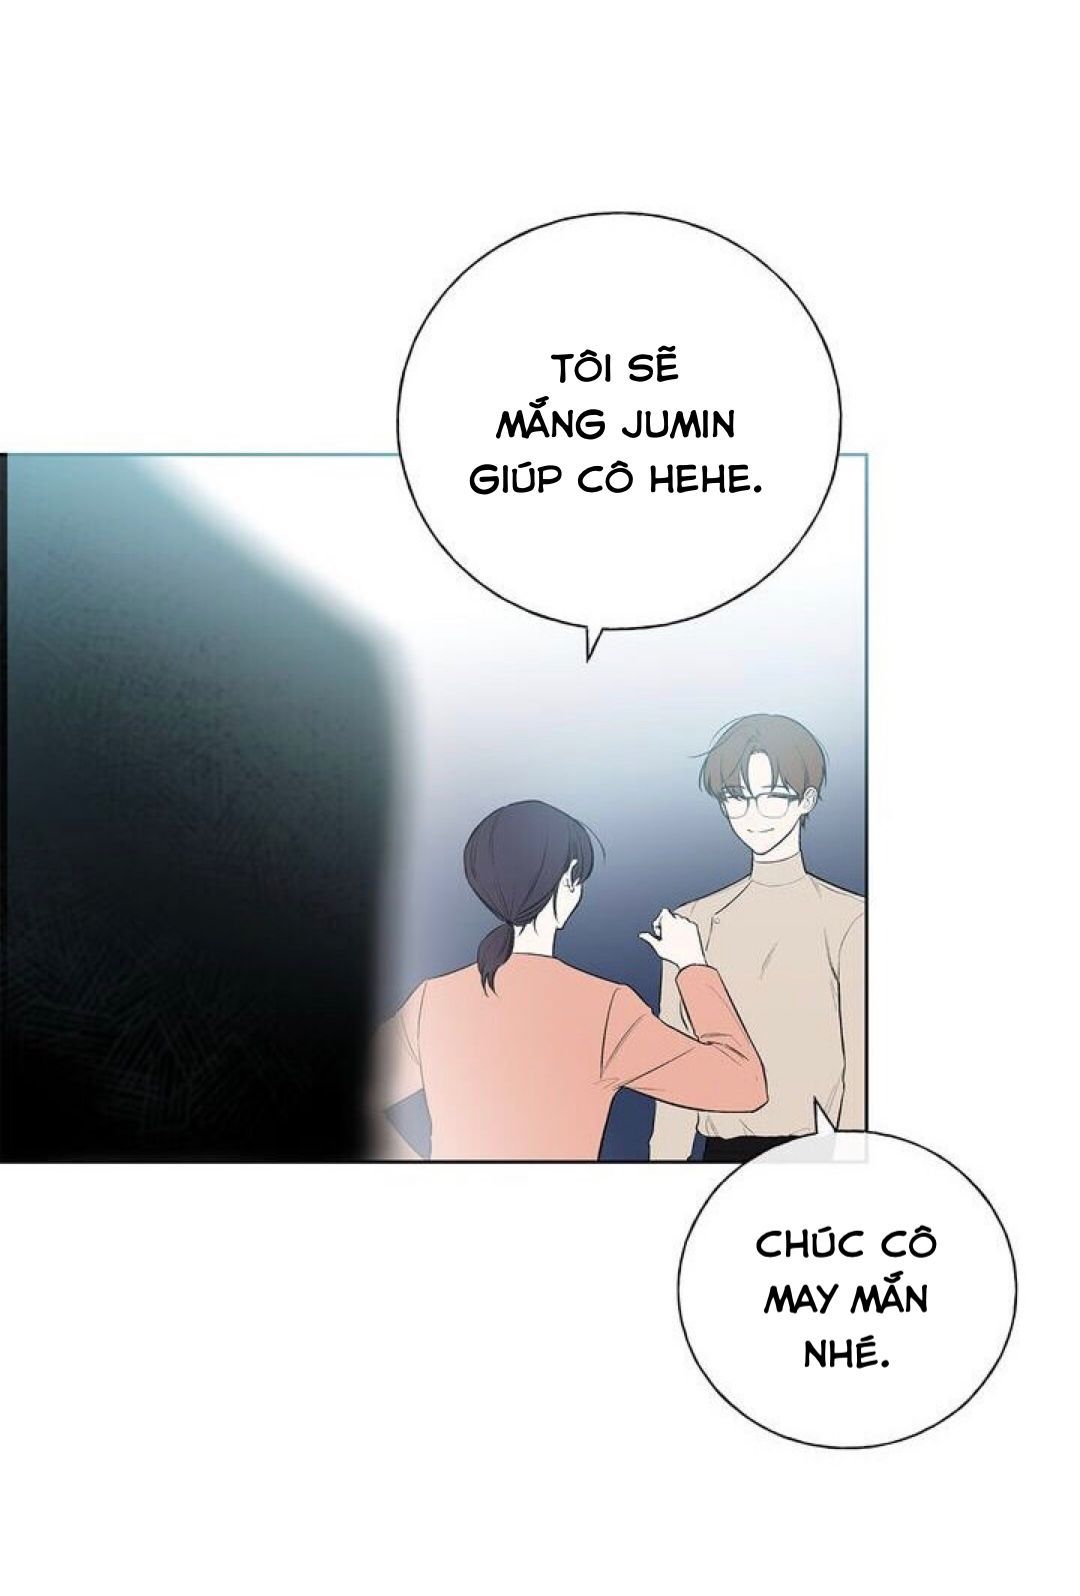 TÔI SẼ
MẮNG JUMIN
GIÚP CÔ HEHE.
CHÚC CÔ
MAY MẮN
NHÉ.